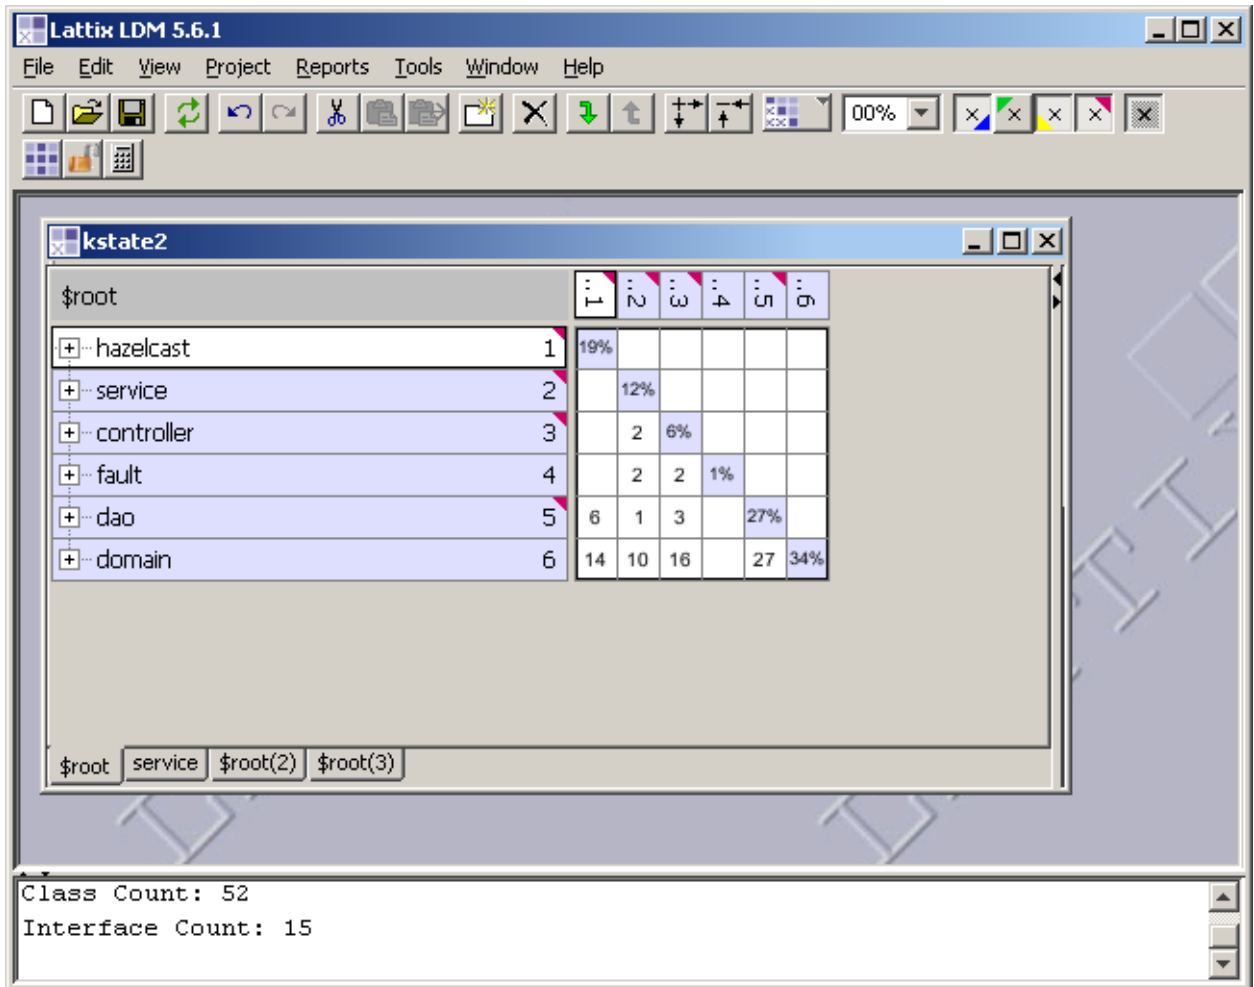 Lattix LDM 5.6.1
File Edit View Project Reports Tools Window Help
00%
kstate2
$root ..1 ..2 ..3 ..4 ..5 ..6
hazelcast 1 19%
service 2 12%
controller 3 2 6%
fault 4 2 2 1%
dao 5 6 1 3 27%
domain 6 14 10 16 27 34%
$root service $root(2) $root(3)
Class Count: 52
Interface Count: 15